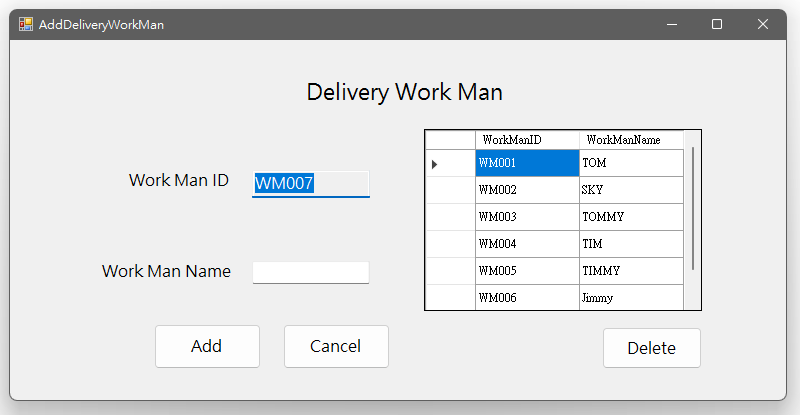 AddDeliveryWorkMan
Delivery Work Man
Work Man ID
WM007
Work Man Name
Add
Cancel
WorkManID WorkManName
WM001 TOM
WM002 SKY
WM003 TOMMY
WM004 TIM
WM005 TIMMY
WM006 Jimmy
Delete